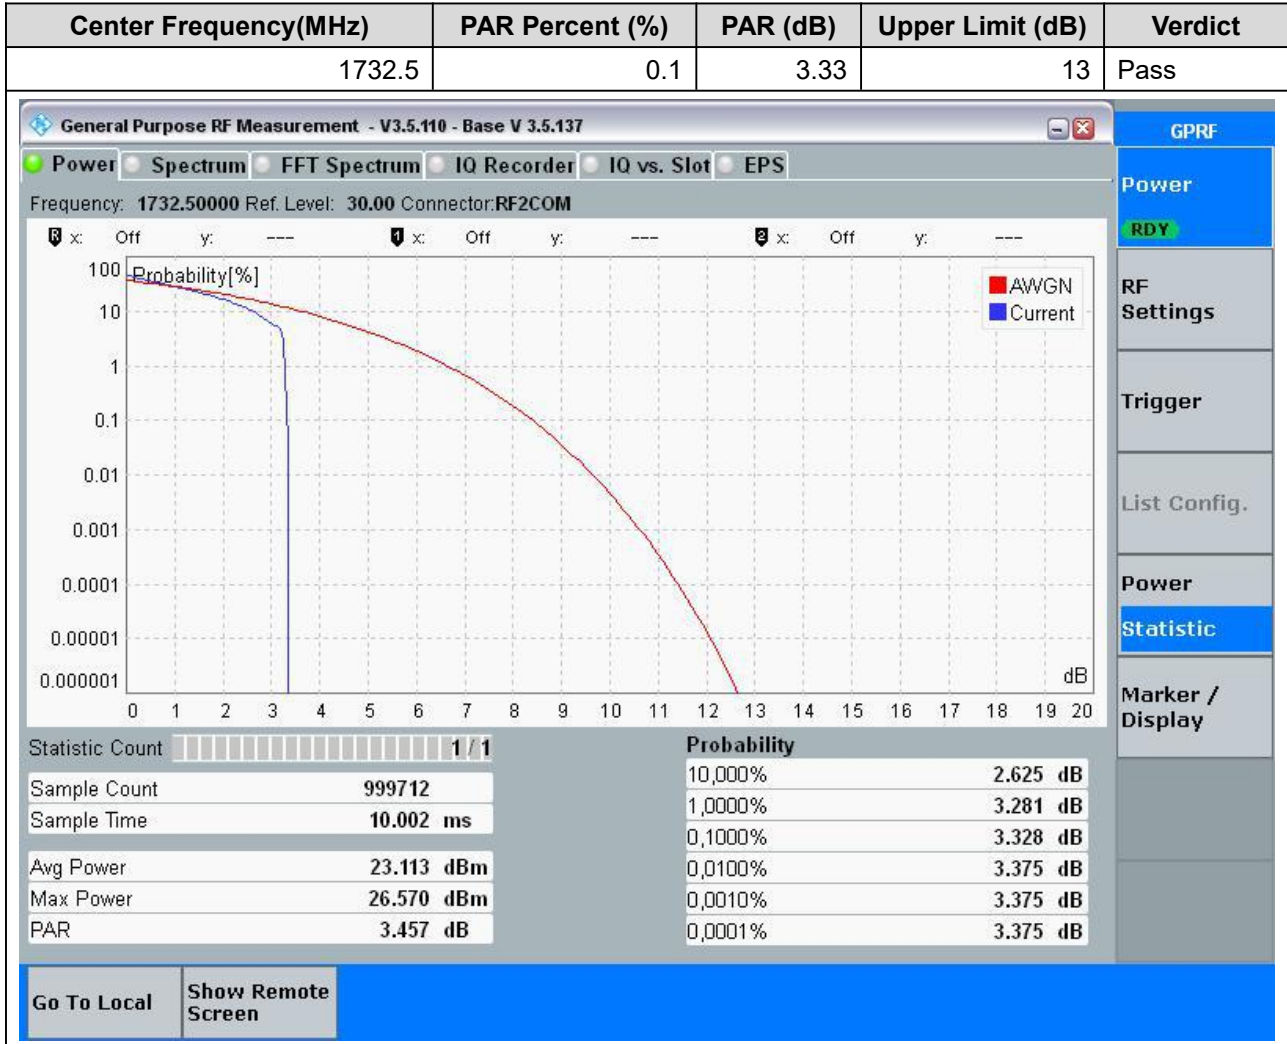 Center Frequency(MHz) PAR Percent (%) PAR (dB) Upper Limit (dB) Verdict
1732.5 0.1 3.33 13 Pass
General Purpose RF Measurement - V3.5.110 - Base V 3.5.137
GPRF
Power Spectrum FFT Spectrum IQ Recorder IQ vs. Slot EPS
Frequency: 1732.50000 Ref. Level: 30.00 Connector:RF2COM
R x: Off y: --- 1 x: Off y: --- 2 x: Off y: ---
Probability[%]
AWGN
Current
100
10
1
0.1
0.01
0.001
0.0001
0.00001
0.000001
dB
0 1 2 3 4 5 6 7 8 9 10 11 12 13 14 15 16 17 18 19 20
Statistic Count 1 / 1
Sample Count 999712
Sample Time 10.002 ms
Avg Power 23.113 dBm
Max Power 26.570 dBm
PAR 3.457 dB
Probability
10,000% 2.625 dB
1,0000% 3.281 dB
0,1000% 3.328 dB
0,0100% 3.375 dB
0,0010% 3.375 dB
0,0001% 3.375 dB
Power
RDY
RF
Settings
Trigger
List Config.
Power
Statistic
Marker /
Display
Go To Local
Show Remote
Screen